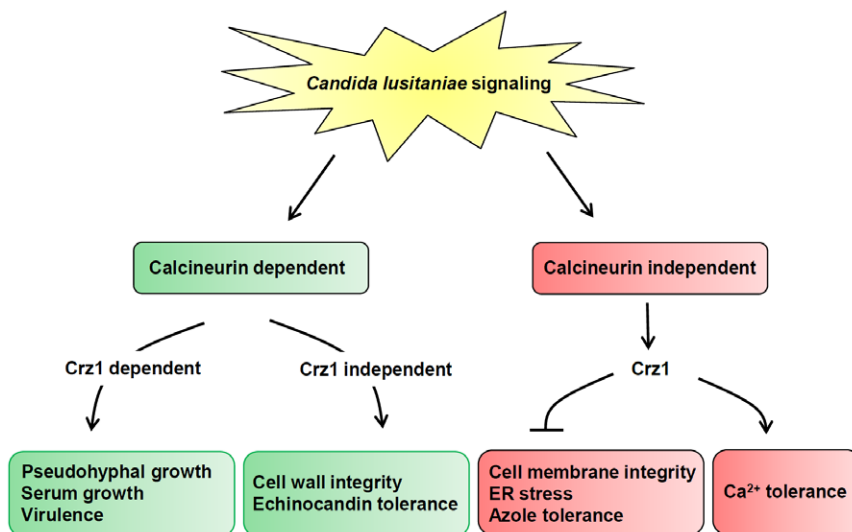 Candida lusitaniae signaling
Calcineurin dependent
Calcineurin independent
Crz1 dependent
Crz1 independent
Crz1
Pseudohyphal growth
Serum growth
Virulence
Cell wall integrity
Echinocandin tolerance
Cell membrane integrity
ER stress
Azole tolerance
Ca²⁺ tolerance